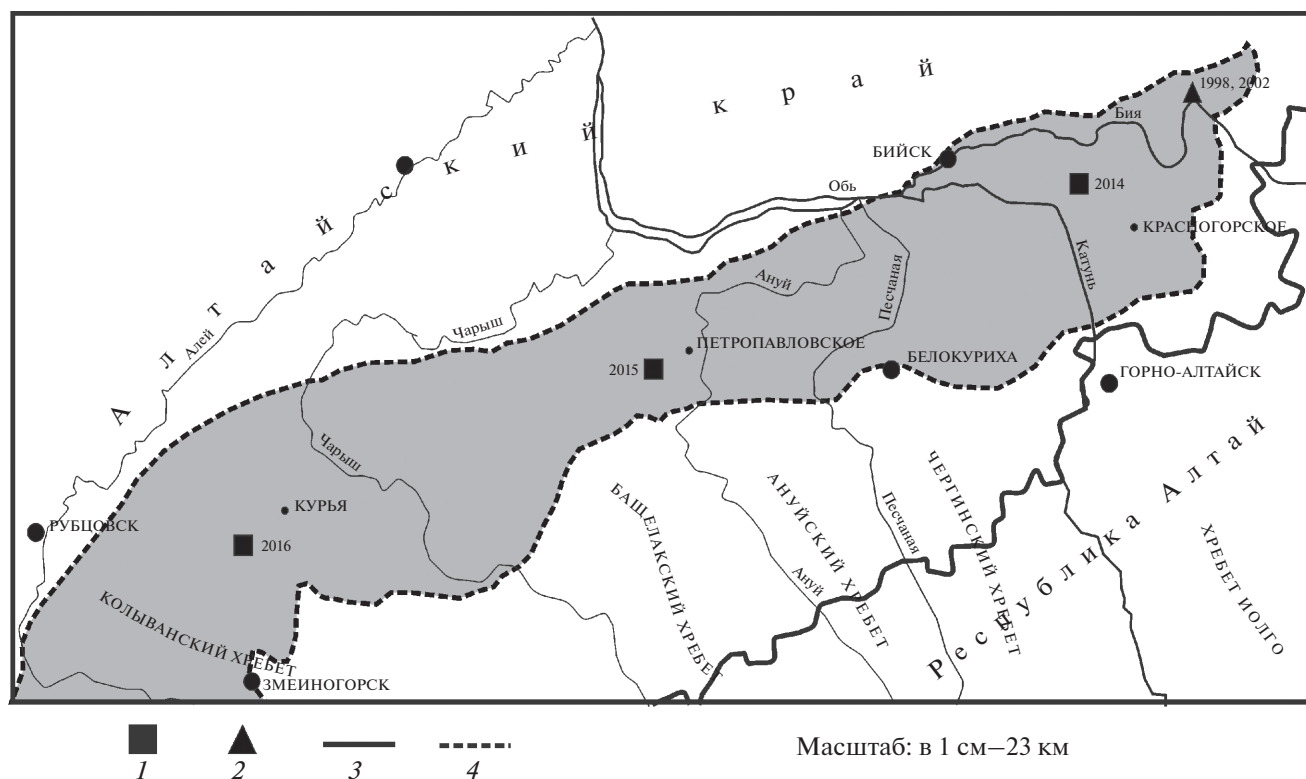 Алтайский край
1998, 2002
Бия
БИЙСК
2014
Обь
КРАСНОГОРСКОЕ
Катунь
Ануй
Песчаная
Чарыш
Алей
ПЕТРОПАВЛОВСКОЕ
2015
БЕЛОКУРИХА
ГОРНО-АЛТАЙСК
Чарыш
КУРЬЯ
РУБЦОВСК
2016
БАЩЕЛАКСКИЙ ХРЕБЕТ
АНУЙСКИЙ ХРЕБЕТ
ЧЕРГИНСКИЙ ХРЕБЕТ
Песчаная
Ануй
Республика Алтай
ХРЕБЕТ ИОЛГО
КОЛЫВАНСКИЙ ХРЕБЕТ
ЗМЕИНОГОРСК
1 2 3 4
Масштаб: в 1 см–23 км